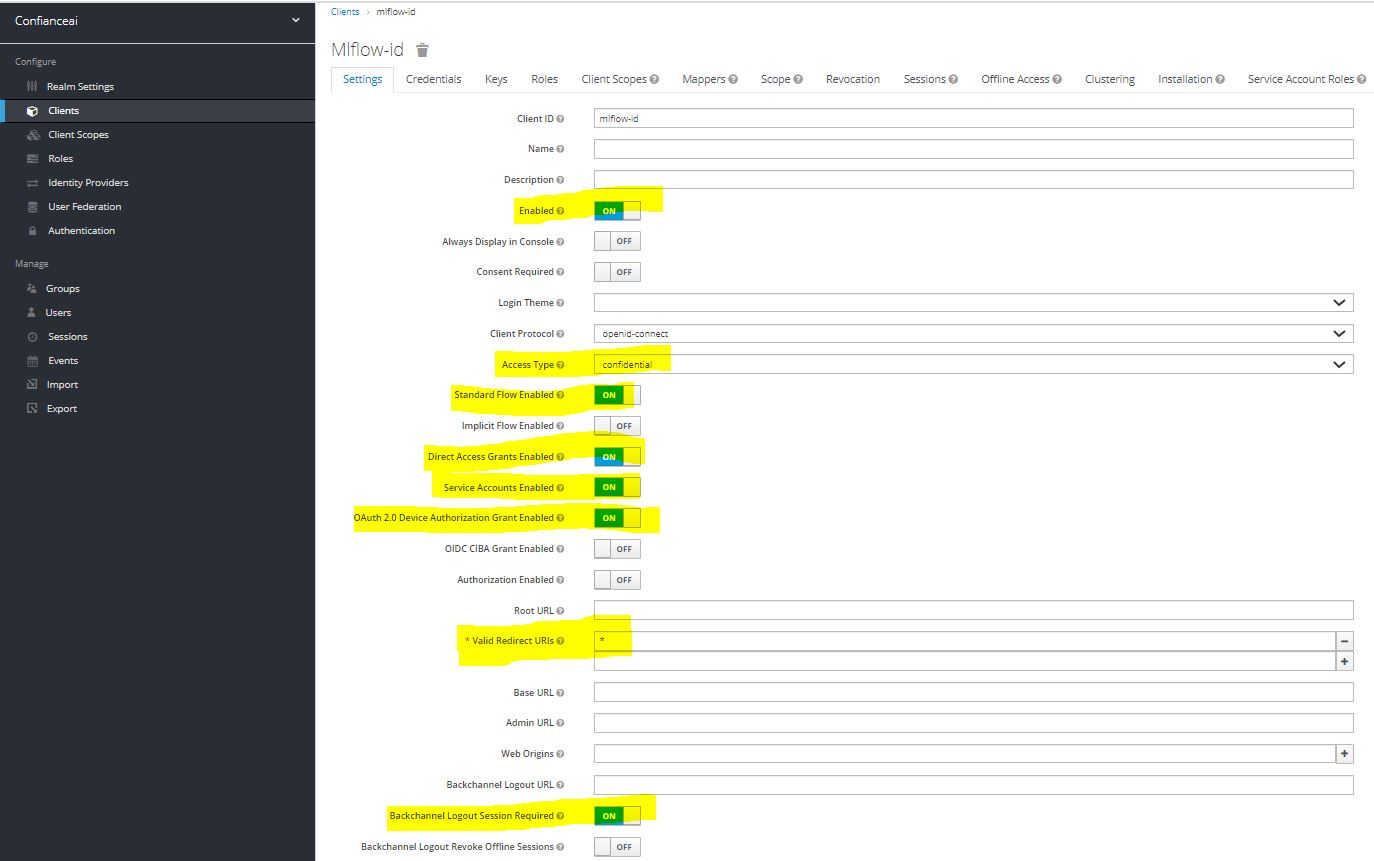 Confianceai
Configure
Realm Settings
Clients
Client Scopes
Roles
Identity Providers
User Federation
Authentication
Manage
Groups
Users
Sessions
Events
Import
Export
Clients > mlflow-id
Mlflow-id
Settings Credentials Keys Roles Client Scopes Mappers Scope Revocation Sessions Offline Access Clustering Installation Service Account Roles
Client ID mlflow-id
Name
Description
Enabled ON
Always Display in Console OFF
Consent Required OFF
Login Theme
Client Protocol openid-connect
Access Type confidential
Standard Flow Enabled ON
Implicit Flow Enabled OFF
Direct Access Grants Enabled ON
Service Accounts Enabled ON
OAuth 2.0 Device Authorization Grant Enabled ON
OIDC CIBA Grant Enabled OFF
Authorization Enabled OFF
Root URL
* Valid Redirect URIs *
Base URL
Admin URL
Web Origins
Backchannel Logout URL
Backchannel Logout Session Required ON
Backchannel Logout Revoke Offline Sessions OFF